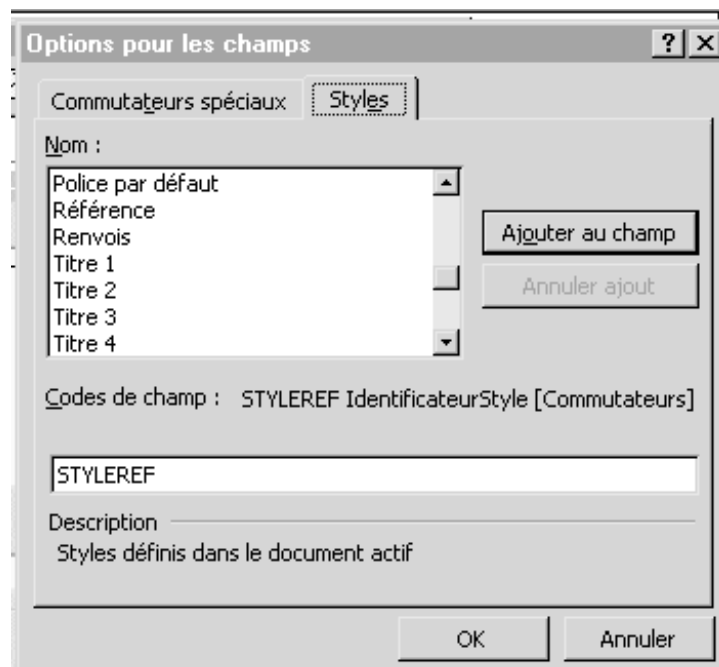 Options pour les champs
Commutateurs spéciaux Styles
Nom :
Police par défaut
Référence
Renvois
Titre 1
Titre 2
Titre 3
Titre 4
Ajouter au champ
Annuler ajout
Codes de champ : STYLEREF IdentificateurStyle [Commutateurs]
STYLEREF
Description
Styles définis dans le document actif
OK Annuler